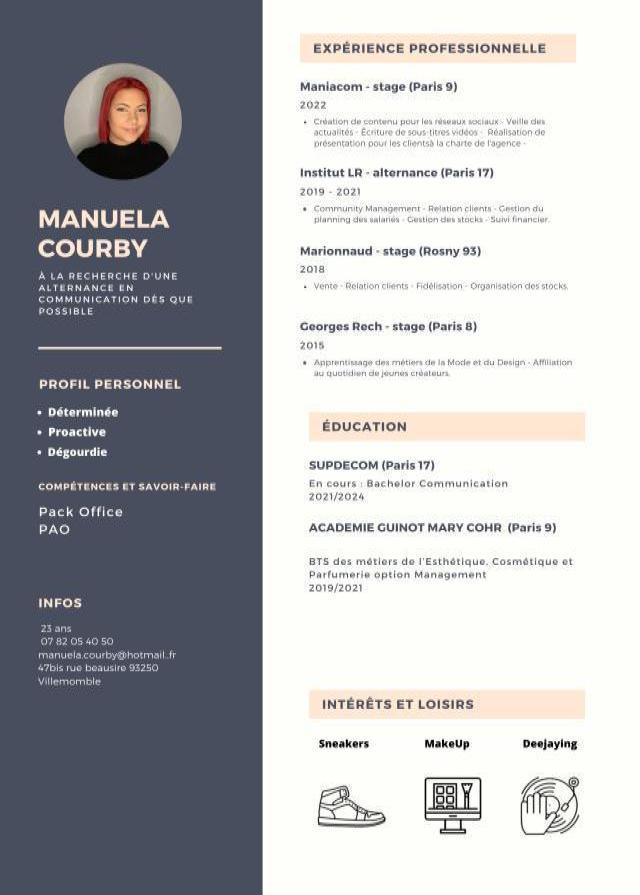 MANUELA
COURBY
À LA RECHERCHE D'UNE
ALTERNANCE EN
COMMUNICATION DÈS QUE
POSSIBLE
PROFIL PERSONNEL
• Déterminée
• Proactive
• Dégourdie
COMPÉTENCES ET SAVOIR-FAIRE
Pack Office
PAO
INFOS
23 ans
07 82 05 40 50
manuela.courby@hotmail.fr
47bis rue beausire 93250
Villemomble
EXPÉRIENCE PROFESSIONNELLE
Maniacom - stage (Paris 9)
2022
• Création de contenu pour les réseaux sociaux - Veille des
actualités - Écriture de sous-titres vidéos - Réalisation de
présentation pour les clientsà la charte de l'agence -
Institut LR - alternance (Paris 17)
2019 - 2021
• Community Management - Relation clients - Gestion du
planning des salariés - Gestion des stocks - Suivi financier.
Marionnaud - stage (Rosny 93)
2018
• Vente - Relation clients - Fidélisation - Organisation des stocks.
Georges Rech - stage (Paris 8)
2015
• Apprentissage des métiers de la Mode et du Design - Affiliation
au quotidien de jeunes créateurs.
ÉDUCATION
SUPDECOM (Paris 17)
En cours : Bachelor Communication
2021/2024
ACADEMIE GUINOT MARY COHR (Paris 9)
BTS des métiers de l'Esthétique, Cosmétique et
Parfumerie option Management
2019/2021
INTÉRÊTS ET LOISIRS
Sneakers MakeUp Deejaying